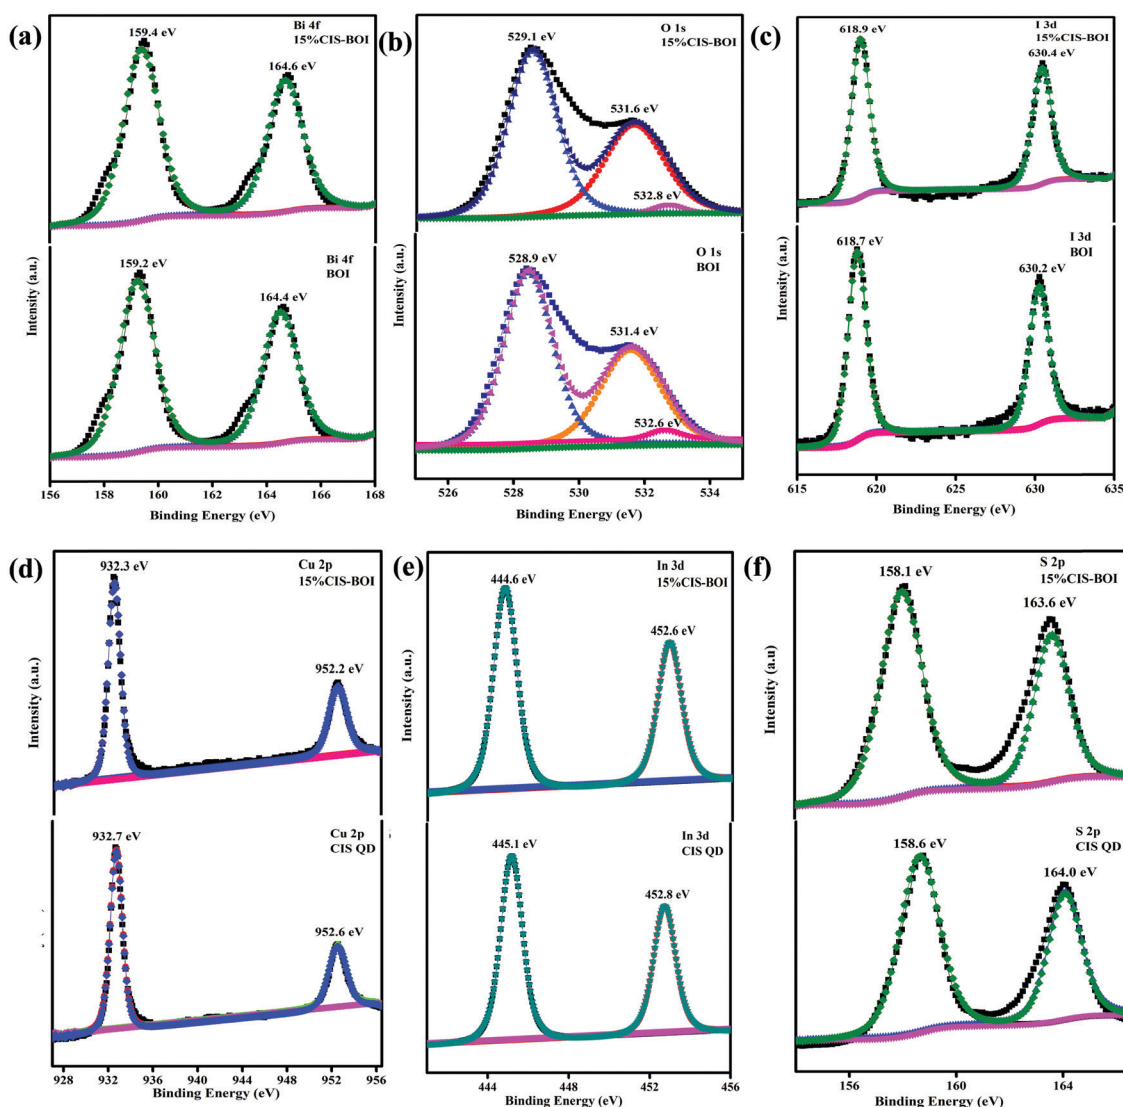 (a)
Bi 4f
15%CIS-BOI
159.4 eV
164.6 eV
Bi 4f
BOI
159.2 eV
164.4 eV
Intensity (a.u.)
156 159 160 162 164 166 168
Binding Energy (eV)
(b)
O 1s
15%CIS-BOI
529.1 eV
531.6 eV
532.8 eV
O 1s
BOI
528.9 eV
531.4 eV
532.6 eV
Intensity (a.u.)
526 528 530 532 534
Binding Energy (eV)
(c)
I 3d
15%CIS-BOI
618.9 eV
630.4 eV
I 3d
BOI
618.7 eV
630.2 eV
Intensity (a.u.)
615 620 625 630 635
Binding Energy (eV)
(d)
Cu 2p
15%CIS-BOI
932.3 eV
952.2 eV
Cu 2p
CIS QD
932.7 eV
952.6 eV
Intensity (a.u.)
928 932 936 940 944 948 952 956
Binding Energy (eV)
(e)
In 3d
15%CIS-BOI
444.6 eV
452.6 eV
In 3d
CIS QD
445.1 eV
452.8 eV
Intensity (a.u.)
444 448 452 456
Binding Energy (eV)
(f)
S 2p
15%CIS-BOI
158.1 eV
163.6 eV
S 2p
CIS QD
158.6 eV
164.0 eV
Intensity (a.u)
156 160 164
Binding Energy (eV)